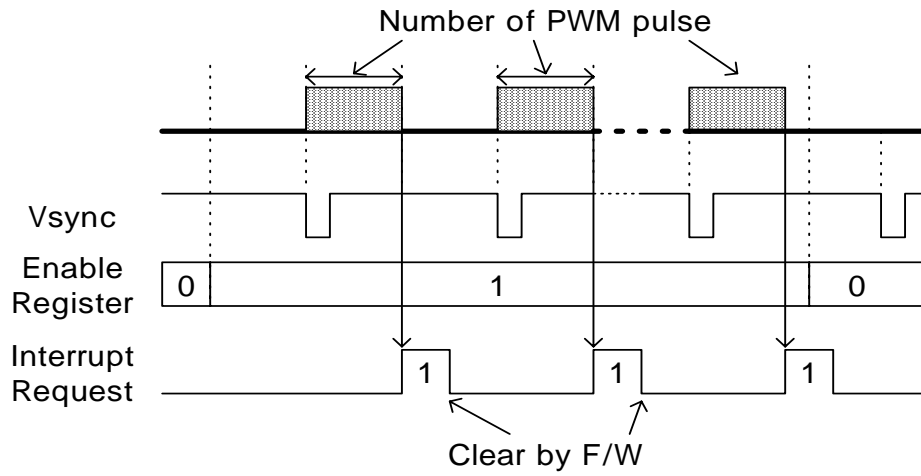 Number of PWM pulse
Vsync
Enable
Register
0
1
0
Interrupt
Request
1
1
1
Clear by F/W